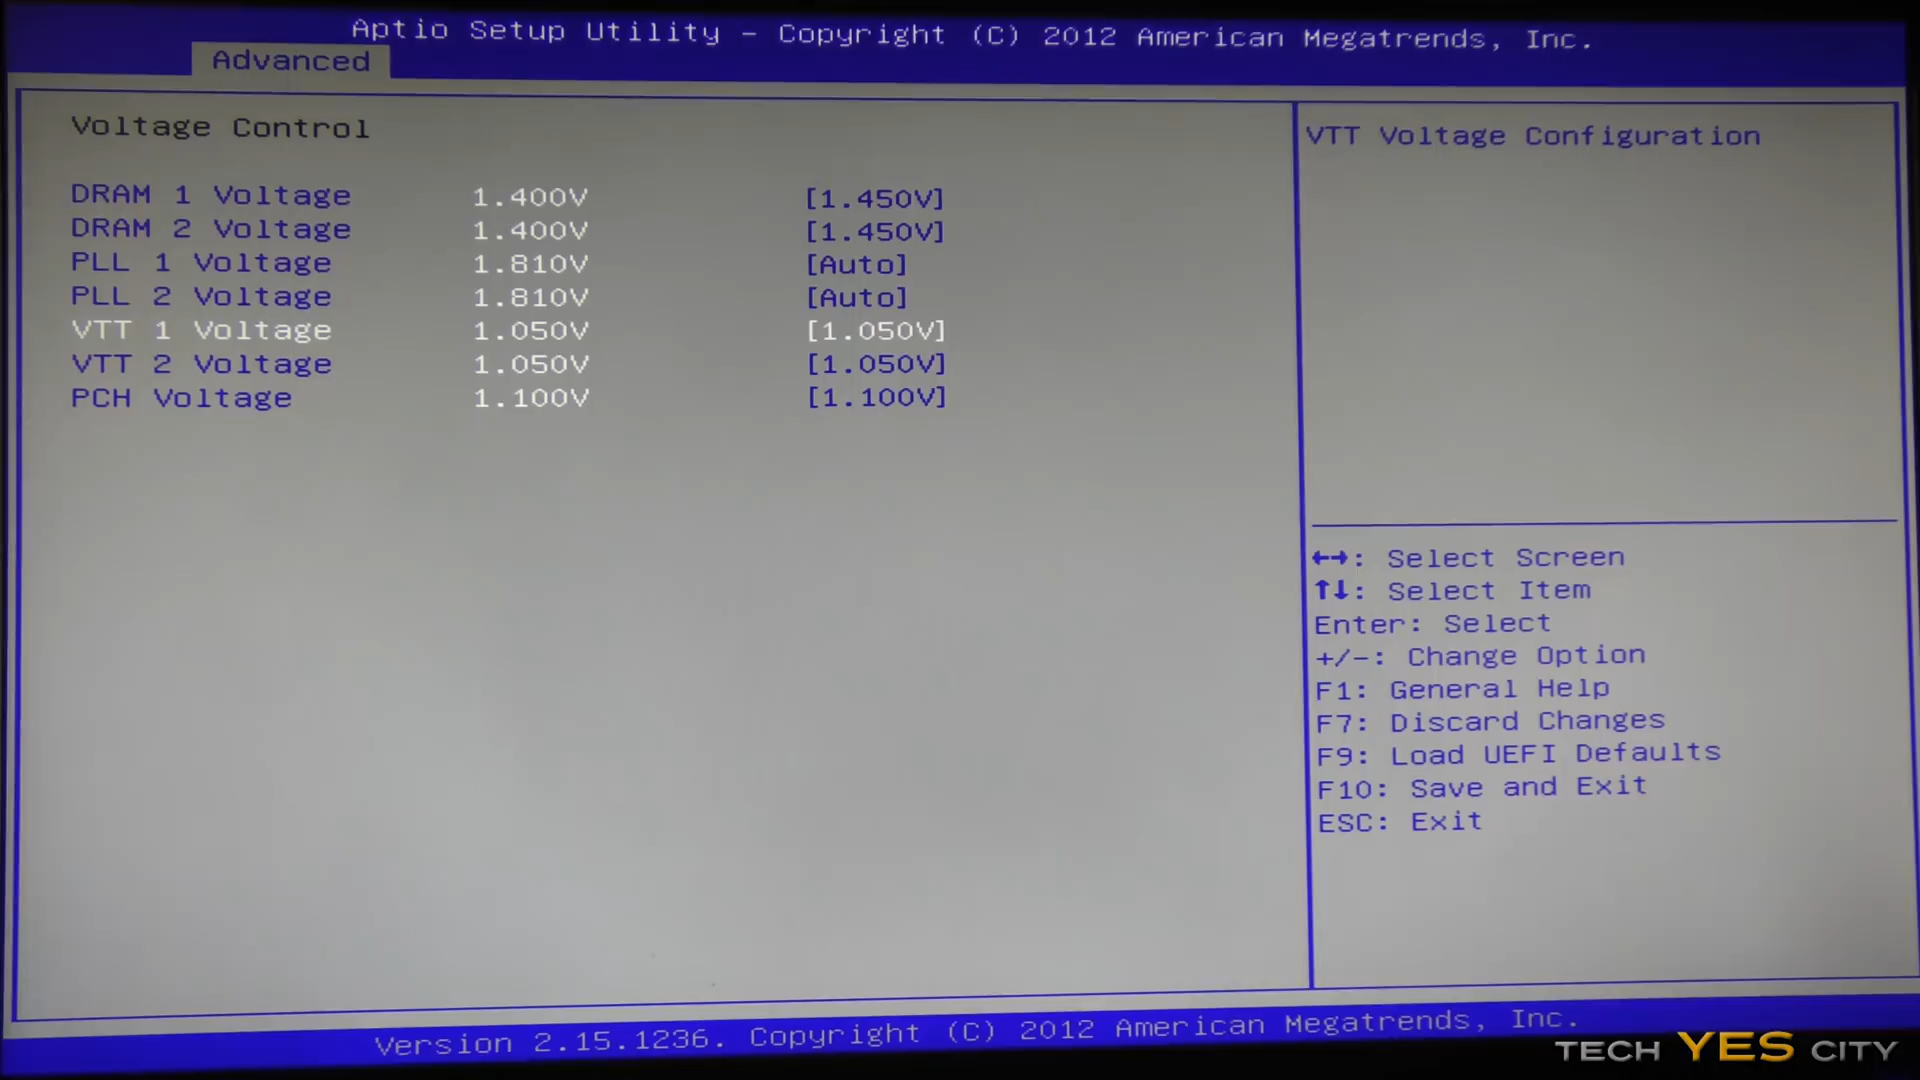 Aptio Setup Utility - Copyright (C) 2012 American Megatrends, Inc.
Advanced
Voltage Control
DRAM 1 Voltage 1.400V [1.450V]
DRAM 2 Voltage 1.400V [1.450V]
PLL 1 Voltage 1.810V [Auto]
PLL 2 Voltage 1.810V [Auto]
VTT 1 Voltage 1.050V [1.050V]
VTT 2 Voltage 1.050V [1.050V]
PCH Voltage 1.100V [1.100V]
VTT Voltage Configuration
←→: Select Screen
↑↓: Select Item
Enter: Select
+/-: Change Option
F1: General Help
F7: Discard Changes
F9: Load UEFI Defaults
F10: Save and Exit
ESC: Exit
Version 2.15.1236. Copyright (C) 2012 American Megatrends, Inc.
TECH YES CITY